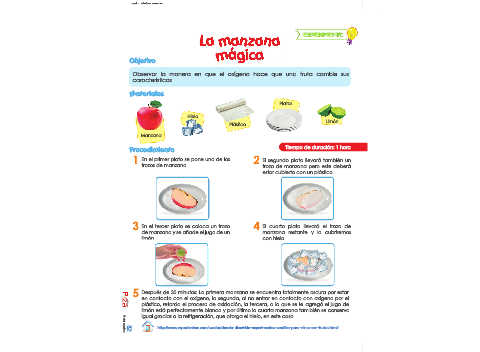 La manzana
mágica
Objetivo
Observar la manera en que el oxígeno hace que una fruta cambie sus
características
Materiales
Manzana
Hielo
Plástico
Platos
Limón
Procedimiento
Tiempo de duración: 1 hora
1 En el primer plato se pone uno de los
trozos de manzana
2 El segundo plato llevará también un
trozo de manzana pero este deberá
estar cubierto con un plástico
3 En el tercer plato se coloca un trozo
de manzana y se añade el jugo de un
limón
4 El cuarto plato llevará el trozo de
manzana restante y lo cubriremos
con hielo
5 Después de 30 minutos: La primera manzana se encuentra totalmente oscura por estar
en contacto con el oxígeno, la segunda, al no entrar en contacto con oxígeno por el
plástico, retarda el proceso de oxidación, la tercera, a la que se le agregó el jugo de
limón está perfectamente blanca y por último la cuarta manzana también se conserva
igual gracias a la refrigeración, que otorga el hielo, en este caso